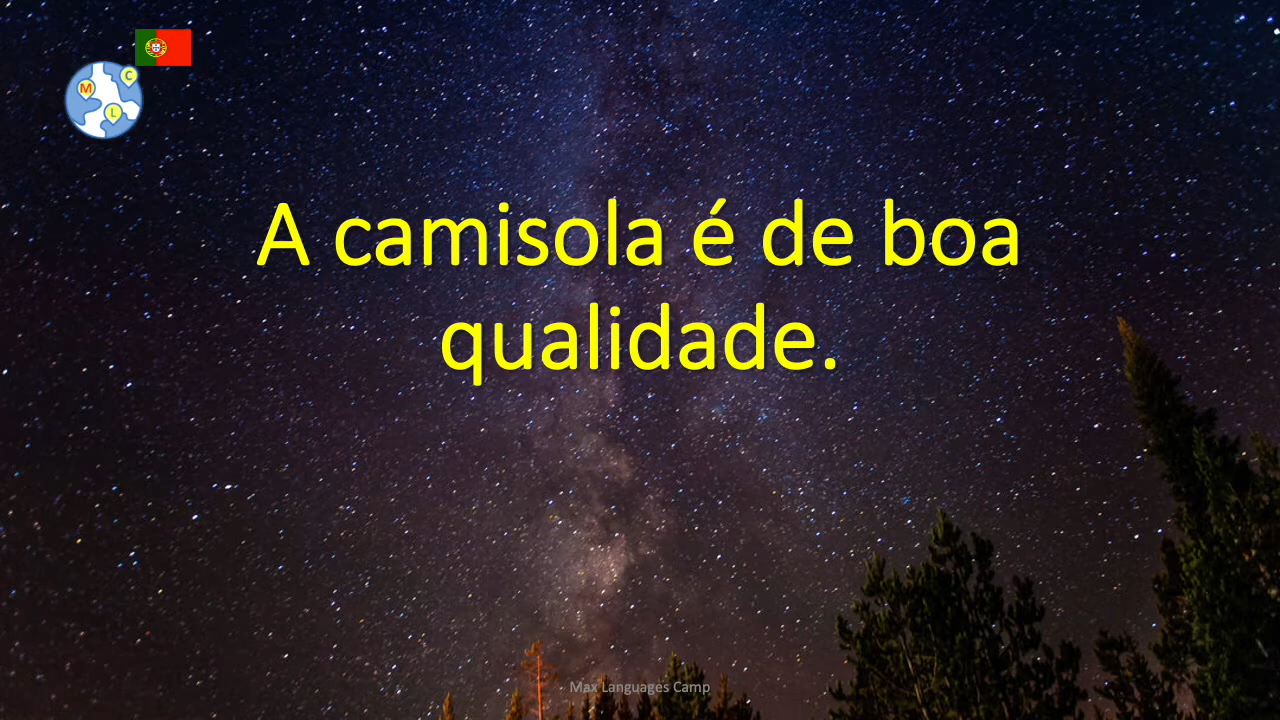 C
M
L
A camisola é de boa
qualidade.
Max Languages Camp